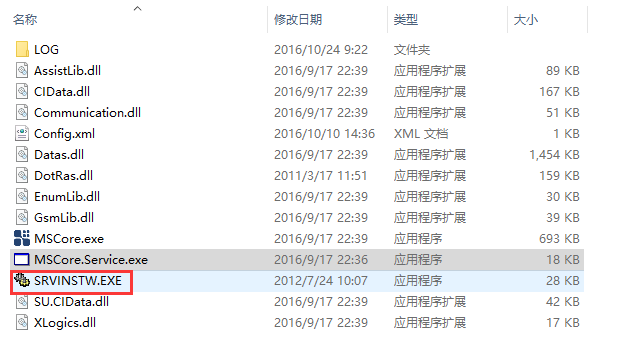 名称 修改日期 类型 大小
LOG 2016/10/24 9:22 文件夹
AssistLib.dll 2016/9/17 22:39 应用程序扩展 89 KB
CIData.dll 2016/9/17 22:39 应用程序扩展 167 KB
Communication.dll 2016/9/17 22:39 应用程序扩展 51 KB
Config.xml 2016/10/10 14:36 XML 文档 1 KB
Datas.dll 2016/9/17 22:39 应用程序扩展 1,454 KB
DotRas.dll 2011/3/17 11:51 应用程序扩展 159 KB
EnumLib.dll 2016/9/17 22:39 应用程序扩展 30 KB
GsmLib.dll 2016/9/17 22:39 应用程序扩展 39 KB
MSCore.exe 2016/9/17 22:39 应用程序 693 KB
MSCore.Service.exe 2016/9/17 22:36 应用程序 18 KB
SRVINSTW.EXE 2012/7/24 10:07 应用程序 28 KB
SU.CIData.dll 2016/9/17 22:39 应用程序扩展 42 KB
XLogics.dll 2016/9/17 22:39 应用程序扩展 17 KB